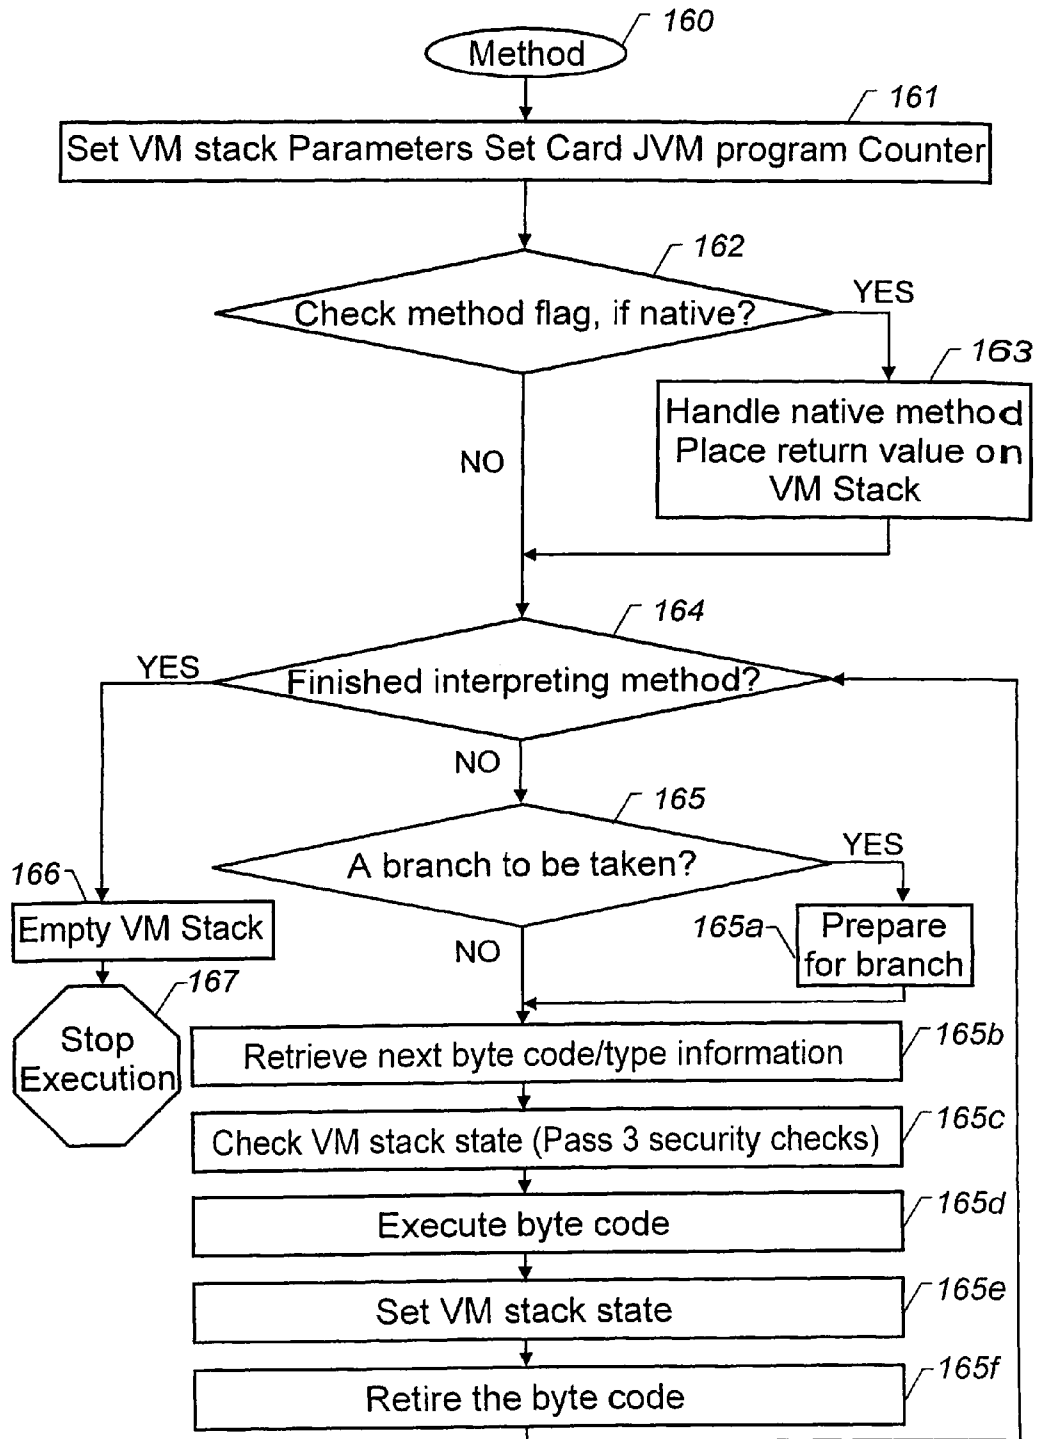 160
Method
161
Set VM stack Parameters Set Card JVM program Counter
162
Check method flag, if native?
YES
163
Handle native method
Place return value on
VM Stack
NO
164
YES
Finished interpreting method?
NO
165
A branch to be taken?
YES
166
Empty VM Stack
165a
Prepare
for branch
NO
167
Stop
Execution
165b
Retrieve next byte code/type information
165c
Check VM stack state (Pass 3 security checks)
165d
Execute byte code
165e
Set VM stack state
165f
Retire the byte code